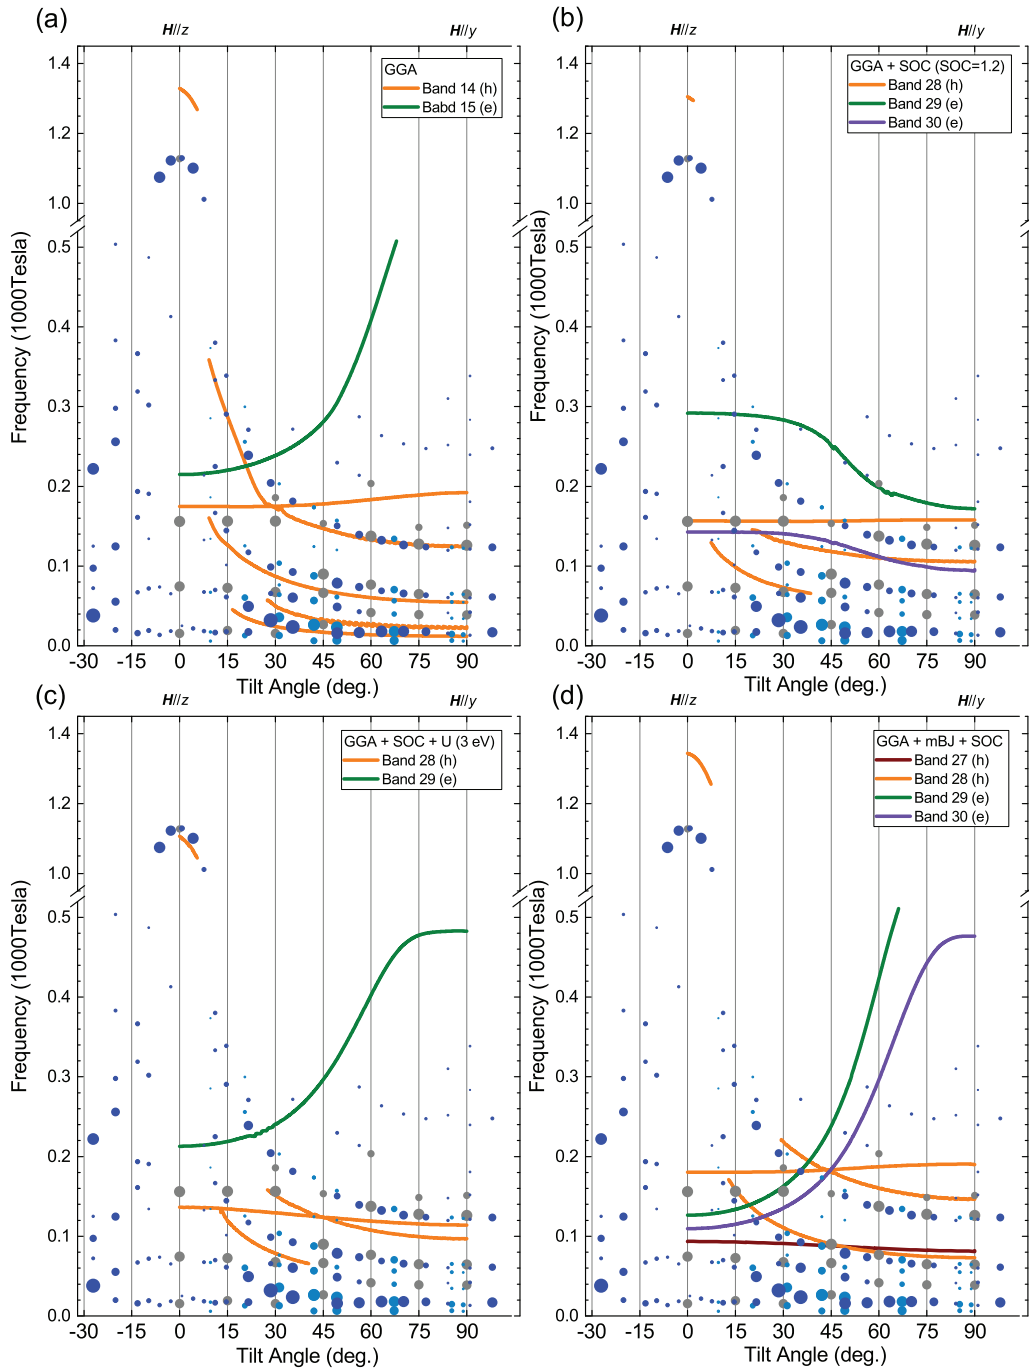 (a)
H//z
H//y
GGA
Band 14 (h)
Babd 15 (e)
Frequency (1000Tesla)
1.4
1.2
1.0
0.5
0.4
0.3
0.2
0.1
0.0
-30 -15 0 15 30 45 60 75 90
Tilt Angle (deg.)
(b)
H//z
H//y
GGA + SOC (SOC=1.2)
Band 28 (h)
Band 29 (e)
Band 30 (e)
Frequency (1000Tesla)
1.4
1.2
1.0
0.5
0.4
0.3
0.2
0.1
0.0
-30 -15 0 15 30 45 60 75 90
Tilt Angle (deg.)
(c)
H//z
H//y
GGA + SOC + U (3 eV)
Band 28 (h)
Band 29 (e)
Frequency (1000Tesla)
1.4
1.2
1.0
0.5
0.4
0.3
0.2
0.1
0.0
-30 -15 0 15 30 45 60 75 90
Tilt Angle (deg.)
(d)
H//z
H//y
GGA + mBJ + SOC
Band 27 (h)
Band 28 (h)
Band 29 (e)
Band 30 (e)
Frequency (1000Tesla)
1.4
1.2
1.0
0.5
0.4
0.3
0.2
0.1
0.0
-30 -15 0 15 30 45 60 75 90
Tilt Angle (deg.)